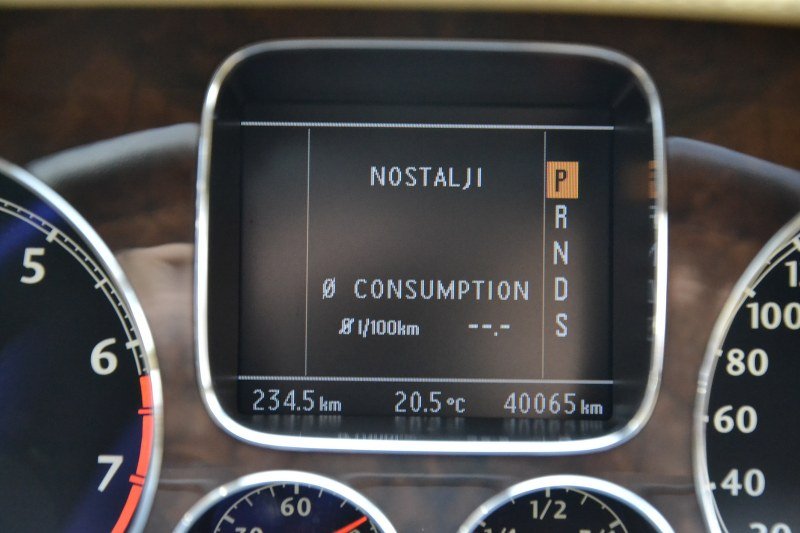 NOSTALJI
P
R
N
D
S
Ø CONSUMPTION
Ø l/100km --.-
234.5 km 20.5 °C 40065 km
5
6
7
60
1/2
100
80
60
40